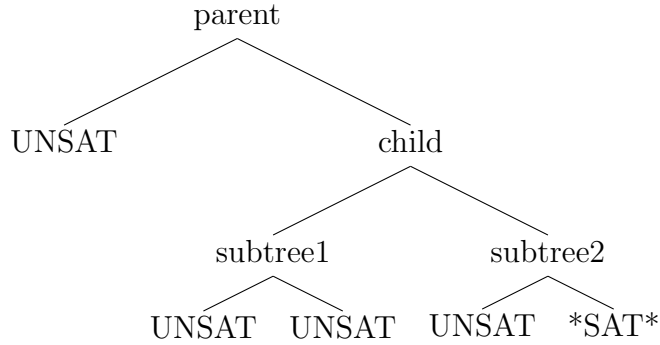 parent
UNSAT child
subtree1 subtree2
UNSAT UNSAT UNSAT *SAT*